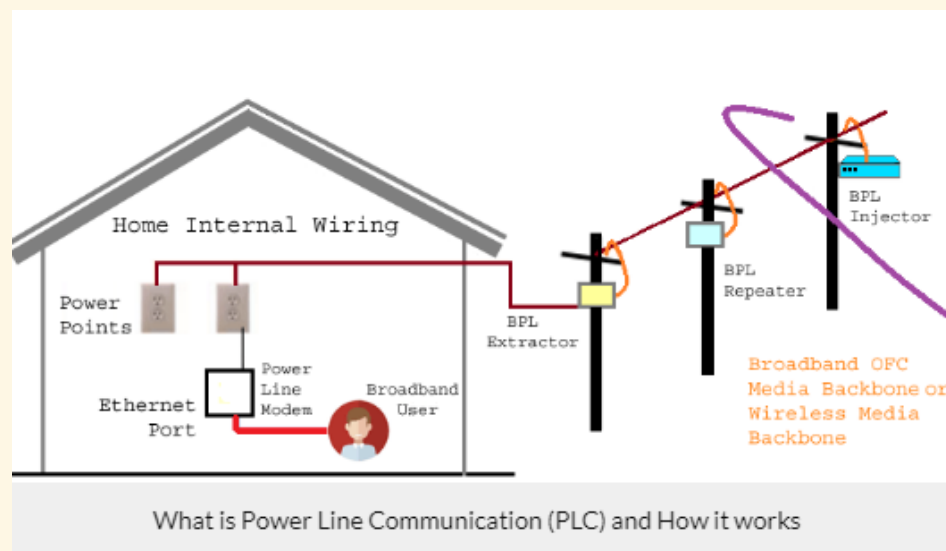 Home Internal Wiring
Power
Points
Ethernet
Port
Power
Line
Modem
Broadband
User
BPL
Extractor
BPL
Repeater
BPL
Injector
Broadband OFC
Media Backbone or
Wireless Media
Backbone
What is Power Line Communication (PLC) and How it works